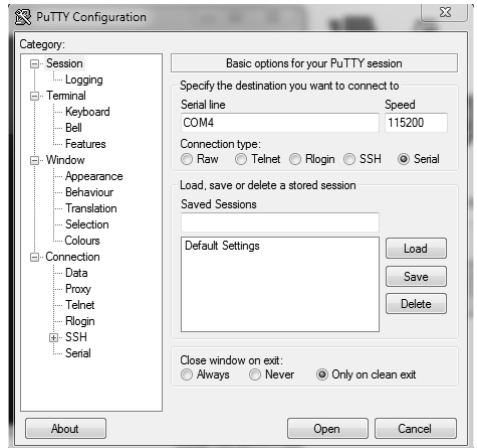 PuTTY Configuration
Category:
Session
Logging
Terminal
Keyboard
Bell
Features
Window
Appearance
Behaviour
Translation
Selection
Colours
Connection
Data
Proxy
Telnet
Rlogin
SSH
Serial
Basic options for your PuTTY session
Specify the destination you want to connect to
Serial line Speed
COM4 115200
Connection type:
Raw Telnet Rlogin SSH Serial
Load, save or delete a stored session
Saved Sessions
Default Settings
Load
Save
Delete
Close window on exit:
Always Never Only on clean exit
About Open Cancel